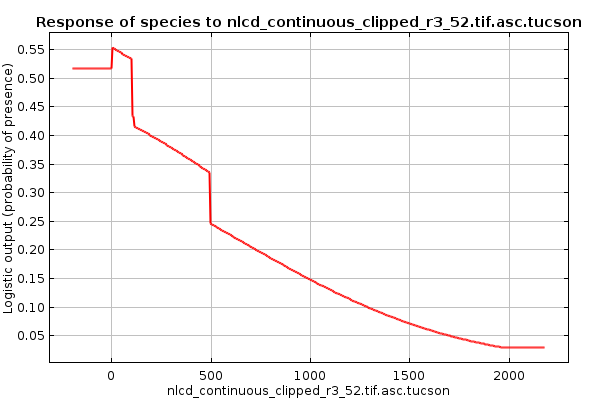 Response of species to nlcd_continuous_clipped_r3_52.tif.asc.tucson
Logistic output (probability of presence)
0.55
0.50
0.45
0.40
0.35
0.30
0.25
0.20
0.15
0.10
0.05
0 500 1000 1500 2000
nlcd_continuous_clipped_r3_52.tif.asc.tucson